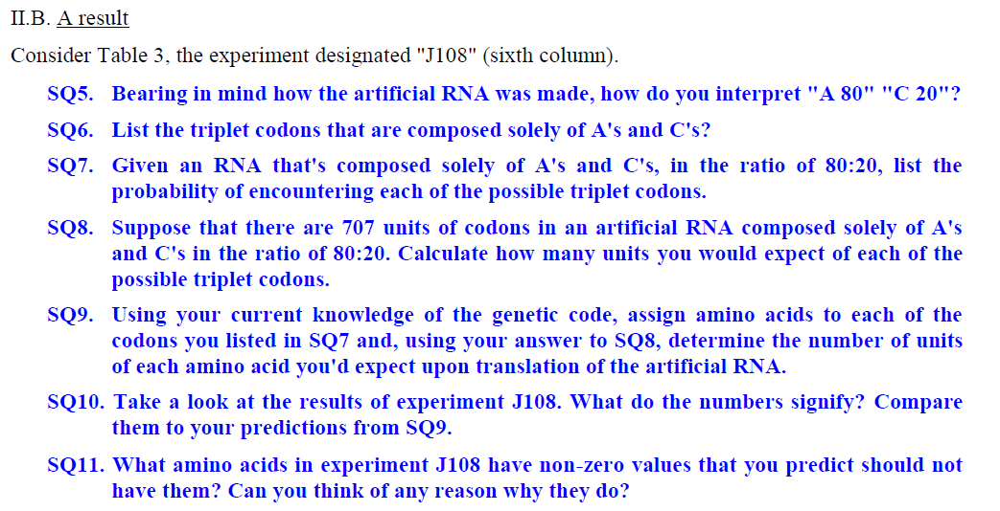 II.B. A result
Consider Table 3, the experiment designated "J108" (sixth column).
SQ5. Bearing in mind how the artificial RNA was made, how do you interpret "A 80" "C 20"?
SQ6. List the triplet codons that are composed solely of A's and C's?
SQ7. Given an RNA that's composed solely of A's and C's, in the ratio of 80:20, list the
probability of encountering each of the possible triplet codons.
SQ8. Suppose that there are 707 units of codons in an artificial RNA composed solely of A's
and C's in the ratio of 80:20. Calculate how many units you would expect of each of the
possible triplet codons.
SQ9. Using your current knowledge of the genetic code, assign amino acids to each of the
codons you listed in SQ7 and, using your answer to SQ8, determine the number of units
of each amino acid you'd expect upon translation of the artificial RNA.
SQ10. Take a look at the results of experiment J108. What do the numbers signify? Compare
them to your predictions from SQ9.
SQ11. What amino acids in experiment J108 have non-zero values that you predict should not
have them? Can you think of any reason why they do?